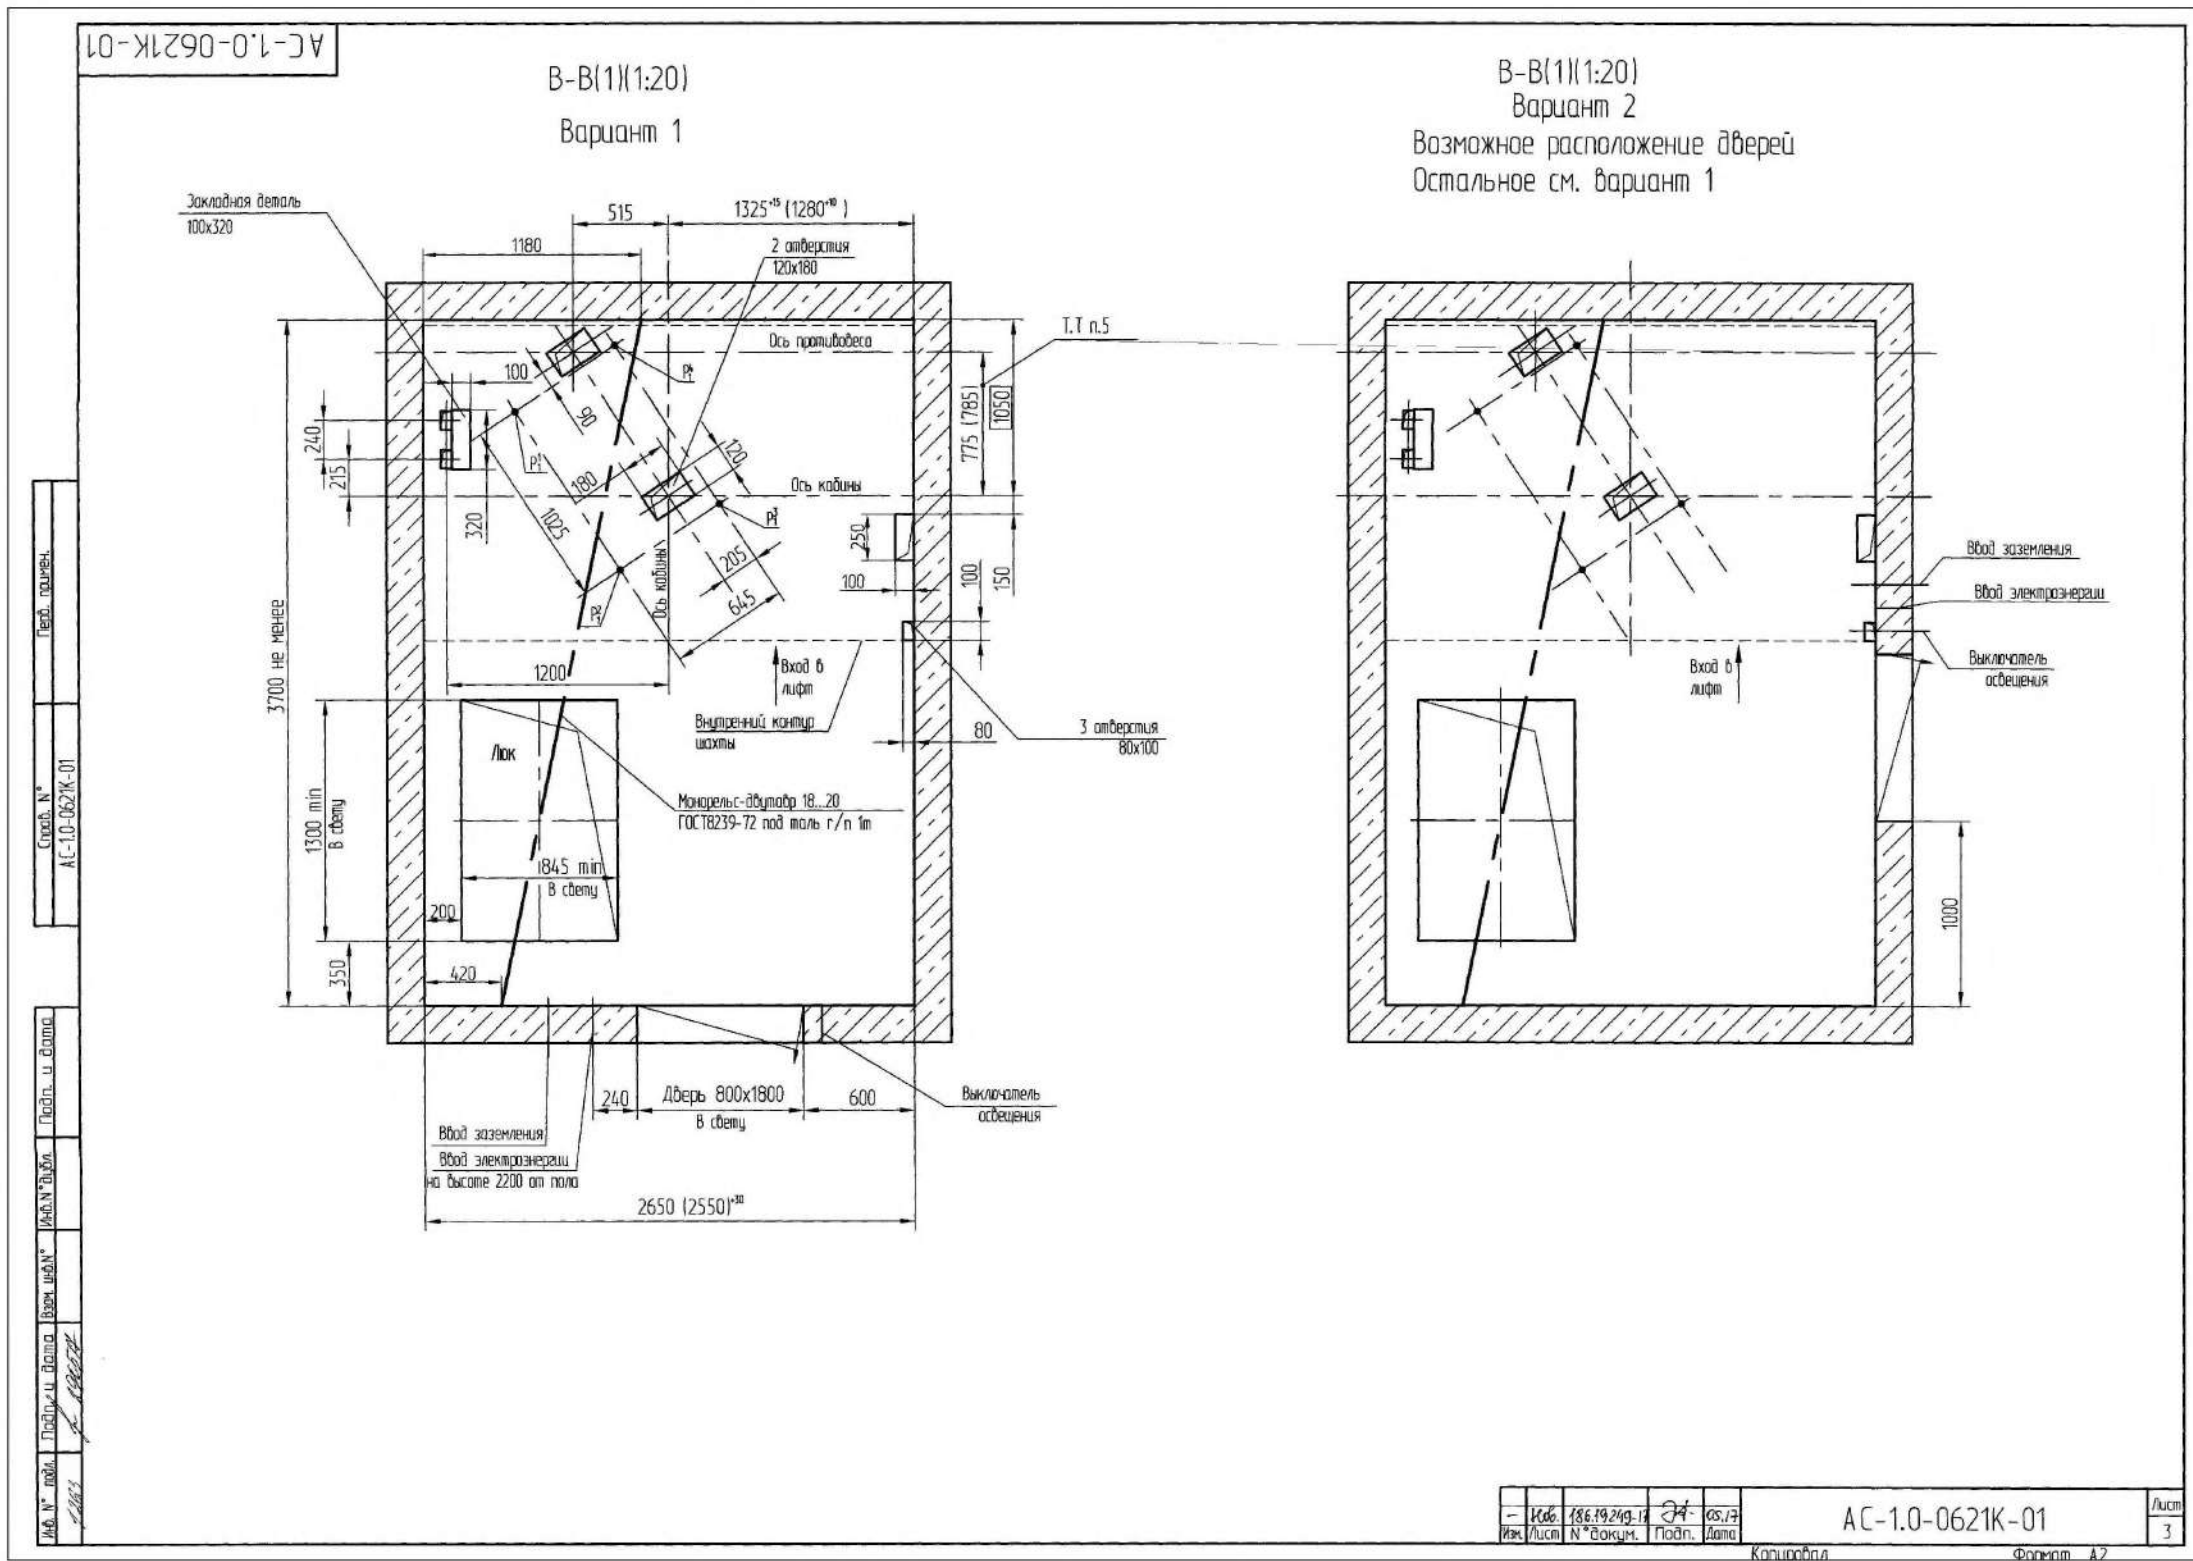 АС-1.0-0621К-01
В-В(1)(1:20)
Вариант 1
В-В(1)(1:20)
Вариант 2
Возможное расположение дверей
Остальное см. вариант 1
Закладная деталь
100х320
515
1325⁺¹⁵ (1280⁺¹⁰ )
1180
2 отверстия
120х180
Т.Т п.5
Ось противовеса
100
90
240
215
320
1025
180
120
205
645
775 (785)
1050
Ось кабины
Ось кабины
250
100
100
150
3700 не менее
1200
Вход в
лифт
Внутренний контур
шахты
80
3 отверстия
80х100
Люк
Монорельс-двутавр 18...20
ГОСТ8239-72 под таль г/п 1т
1300 min
В свету
845 min
В свету
200
350
420
240
Дверь 800х1800
В свету
600
Выключатель
освещения
Ввод заземления
Ввод электроэнергии
на высоте 2200 от пола
2650 (2550)⁺³⁰
Ввод заземления
Ввод электроэнергии
Выключатель
освещения
Вход в
лифт
1000
Перв. примен.
Справ. N°
АС-1.0-0621К-01
Подп. и дата
Инв.N°дубл.
Взам. инв.N°
Подп. и дата
Инв. N° подл.
- Нов. 186.19249-17 05.17
Изм. Лист N°докум. Подп. Дата
АС-1.0-0621К-01
Лист
3
Копировал
Формат А2